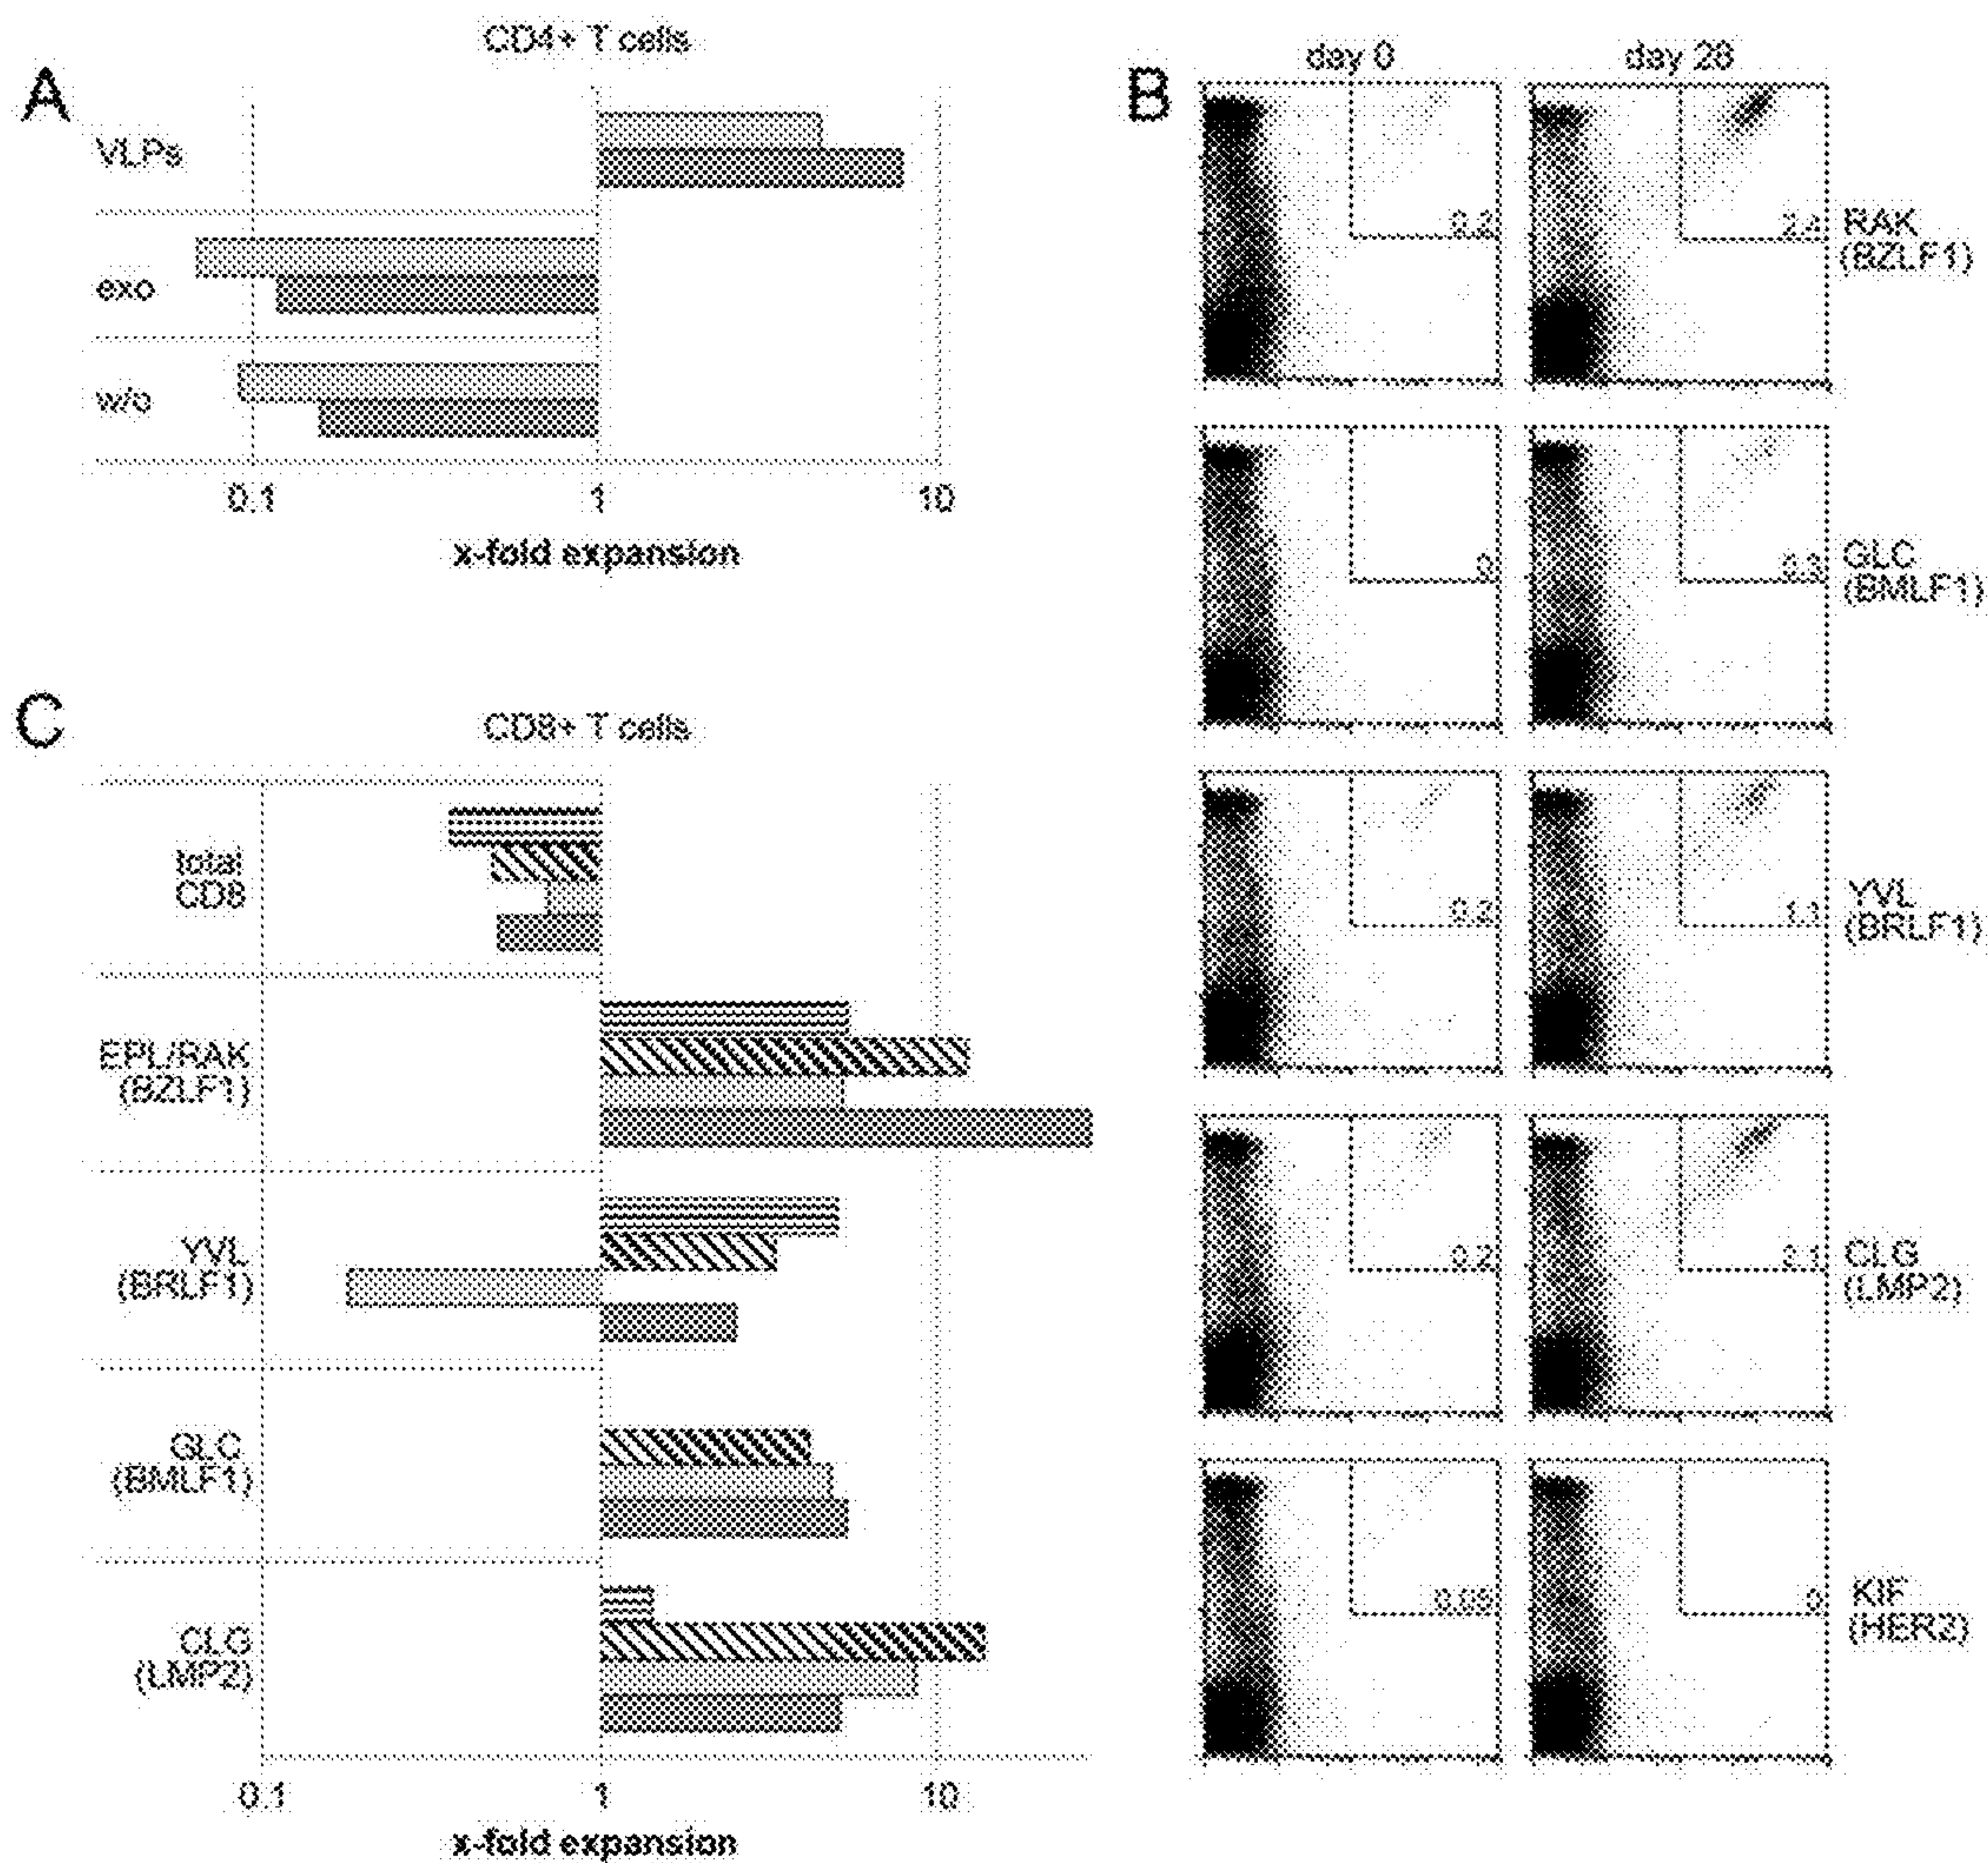 A
CD4+ T cells
VLPs
exo
w/o
0.1 1 10
x-fold expansion
B
day 0 day 28
0.2 2.4 RAK
(BZLF1)
0 0.3 GLC
(BMLF1)
0.2 1.1 YVL
(BRLF1)
0.2 CLG
(LMP2)
0.05 0 KIF
(HER2)
C
CD8+ T cells
total
CD8
EPL/RAK
(BZLF1)
YVL
(BRLF1)
GLC
(BMLF1)
CLG
(LMP2)
0.1 1 10
x-fold expansion